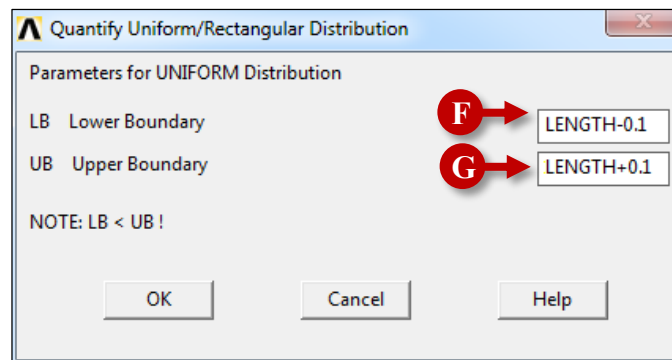 Quantify Uniform/Rectangular Distribution
X
Parameters for UNIFORM Distribution
LB Lower Boundary F LENGTH-0.1
UB Upper Boundary G LENGTH+0.1
NOTE: LB < UB !
OK Cancel Help